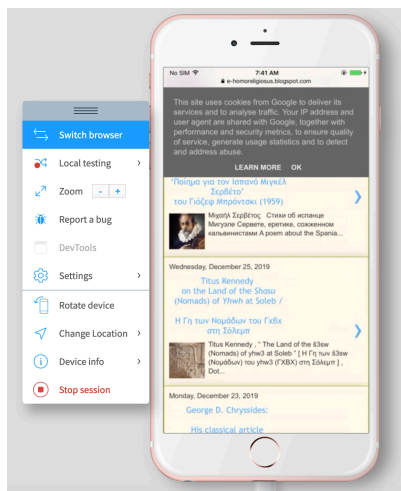 Switch browser
Local testing
Zoom - +
Report a bug
DevTools
Settings
Rotate device
Change Location
Device info
Stop session
No SIM 7:41 AM
e-homoreligiosus.blogspot.com
This site uses cookies from Google to deliver its
services and to analyse traffic. Your IP address and
user agent are shared with Google, together with
performance and security metrics, to ensure quality
of service, generate usage statistics and to detect
and address abuse.
LEARN MORE OK
'Ποίημα για τον Ισπανό Μιγκέλ
Σερβέτο'
του Γιόζεφ Μπρόντσκι (1959)
Μιχαήλ Σερβέτος Стихи об испанце
Мигуэле Сервете, еретике, сожженном
кальвинистами A poem about the Spania...
Wednesday, December 25, 2019
Titus Kennedy
on the Land of the Shasu
(Nomads) of Yhwh at Soleb /
Η Γη των Νομάδων του ΓχΒχ
στη Σόλεμπ
Titus Kennedy , " The Land of the š3sw
(Nomads) of yhw3 at Soleb " [ Η Γη των š3sw
(Νομάδων) του yhw3 (ΓΧΒΧ) στη Σόλεμπ ] ,
Dot...
Monday, December 23, 2019
George D. Chryssides:
His classical article